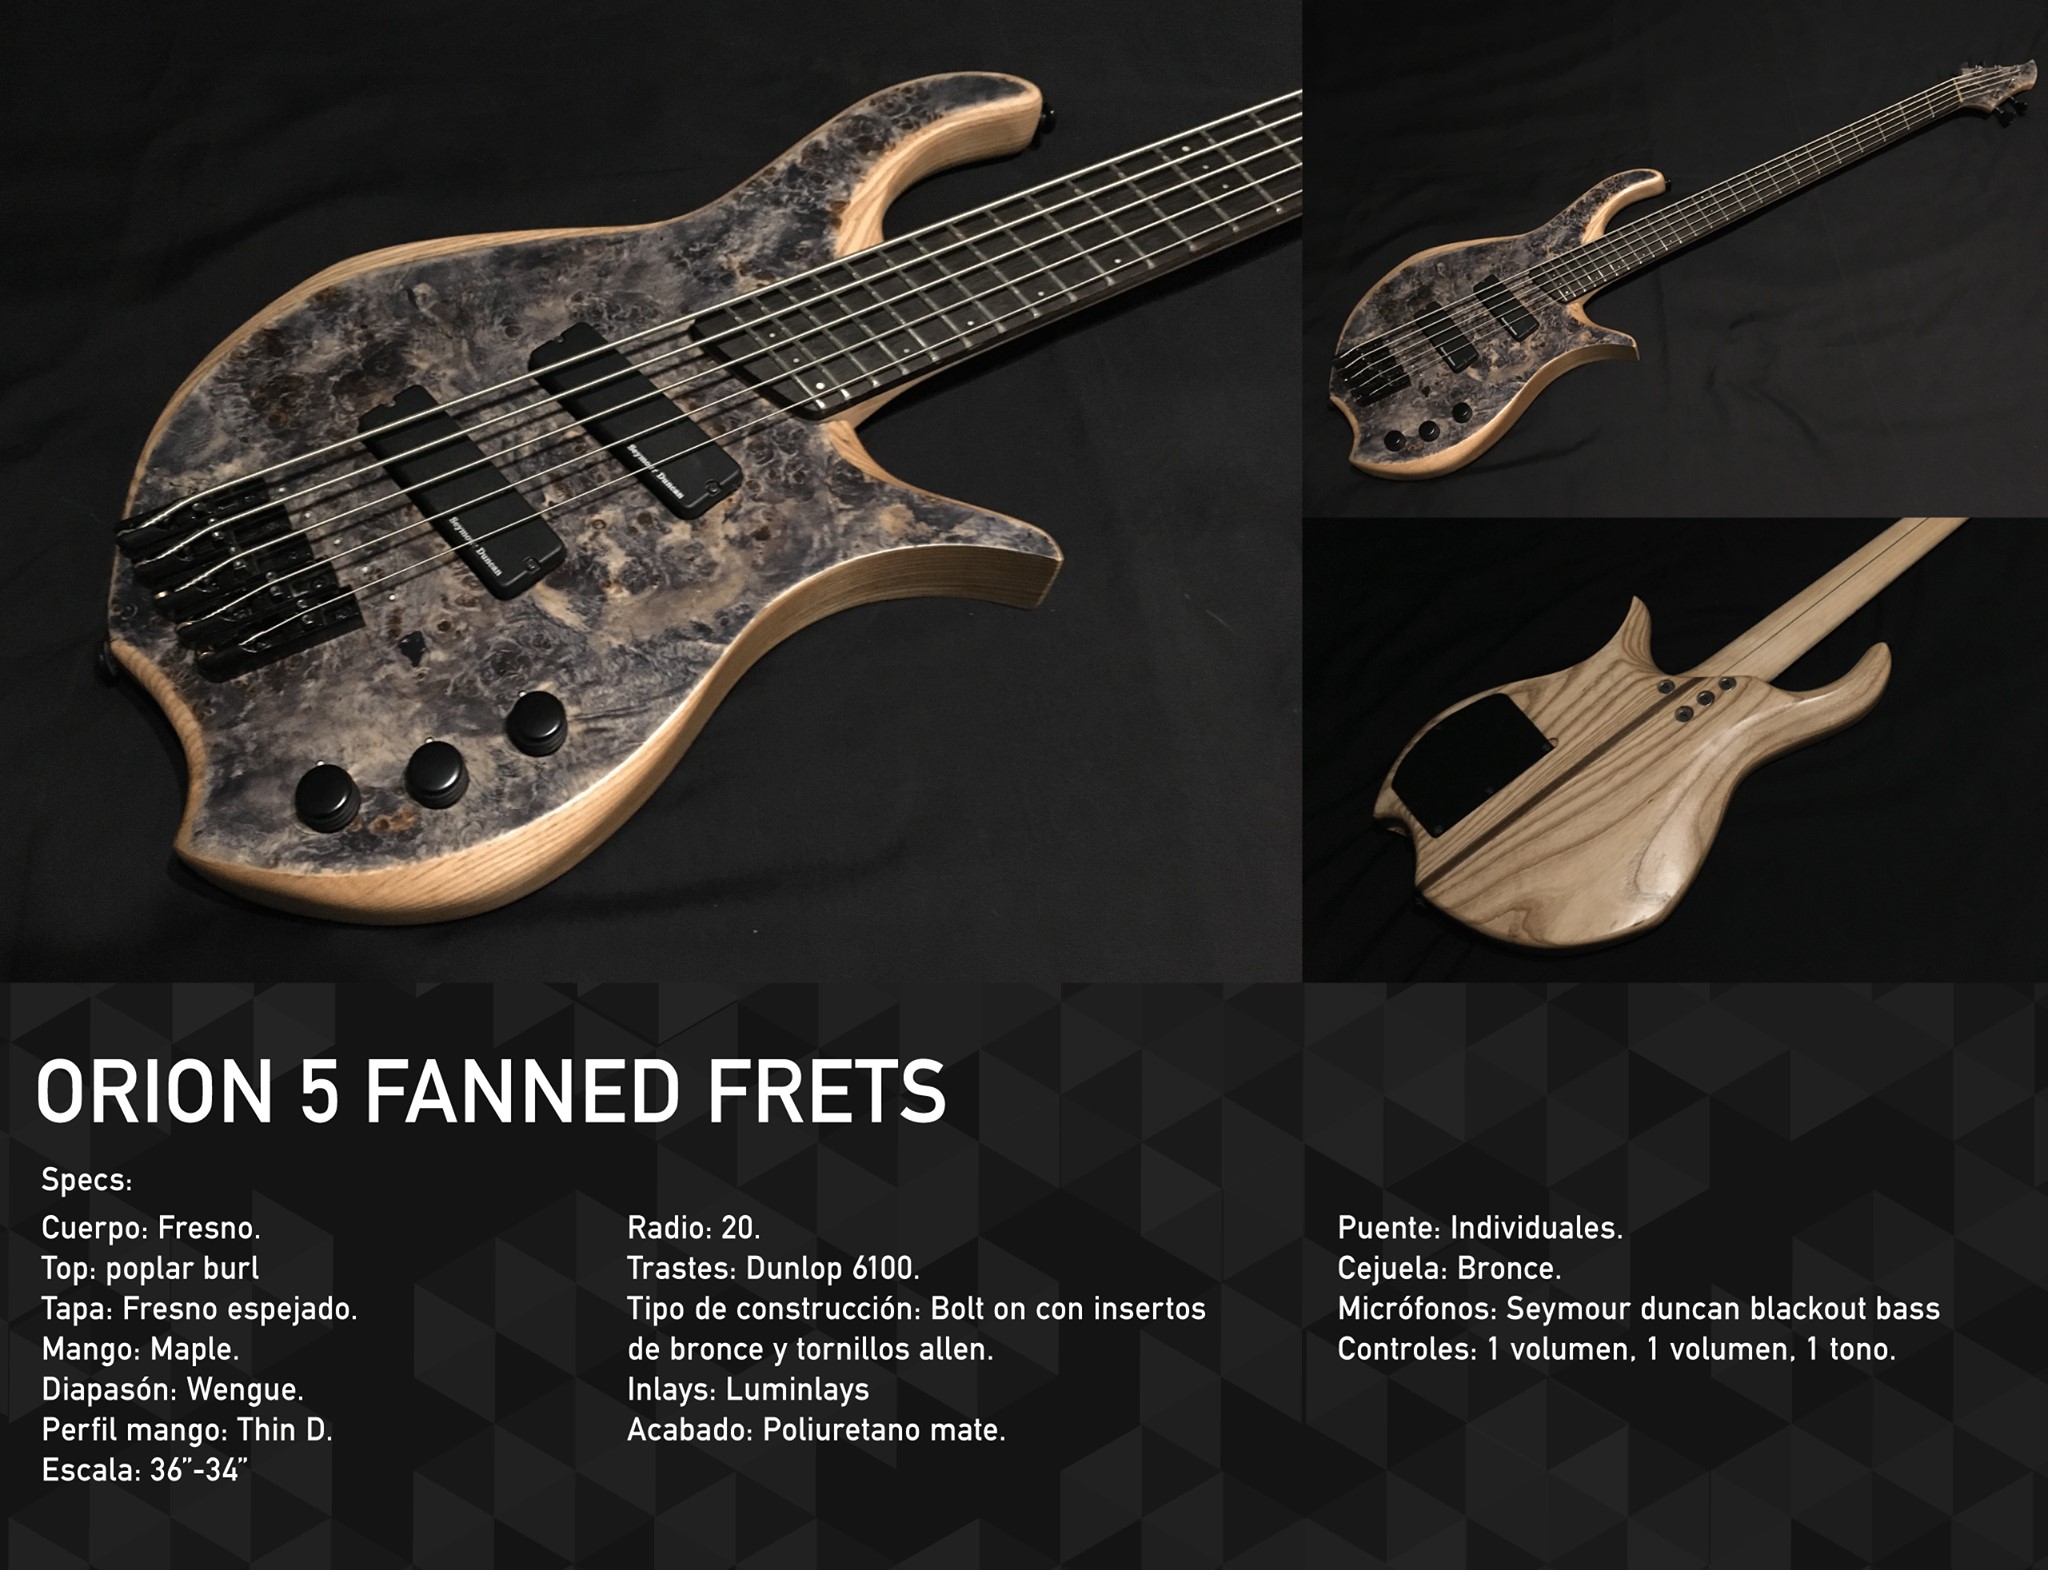 Seymour Duncan
Seymour Duncan
ORION 5 FANNED FRETS
Specs:
Cuerpo: Fresno.
Top: poplar burl
Tapa: Fresno espejado.
Mango: Maple.
Diapasón: Wengue.
Perfil mango: Thin D.
Escala: 36”-34”
Radio: 20.
Trastes: Dunlop 6100.
Tipo de construcción: Bolt on con insertos
de bronce y tornillos allen.
Inlays: Luminlays
Acabado: Poliuretano mate.
Puente: Individuales.
Cejuela: Bronce.
Micrófonos: Seymour duncan blackout bass
Controles: 1 volumen, 1 volumen, 1 tono.